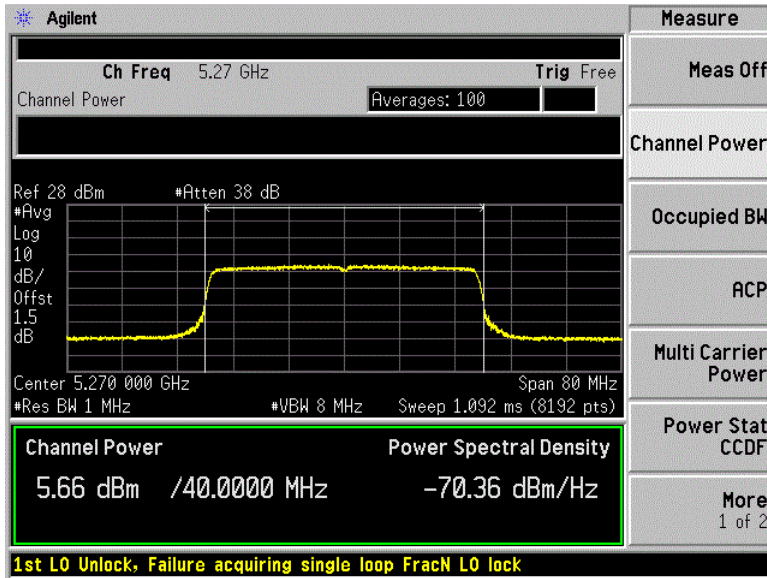 Agilent
Measure
Ch Freq 5.27 GHz Trig Free
Channel Power Averages: 100
Ref 28 dBm #Atten 38 dB
#Avg
Log
10
dB/
Offst
1.5
dB
Center 5.270 000 GHz Span 80 MHz
#Res BW 1 MHz #VBW 8 MHz Sweep 1.092 ms (8192 pts)
Channel Power Power Spectral Density
5.66 dBm /40.0000 MHz -70.36 dBm/Hz
1st LO Unlock, Failure acquiring single loop FracN LO lock
Meas Off
Channel Power
Occupied BW
ACP
Multi Carrier
Power
Power Stat
CCDF
More
1 of 2